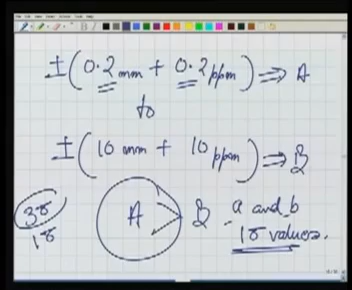 ±(0.2 mm + 0.2 ppm) ⇒ A
to
±(10 mm + 10 ppm) ⇒ B
A B a and b
3σ
1σ
1σ values.